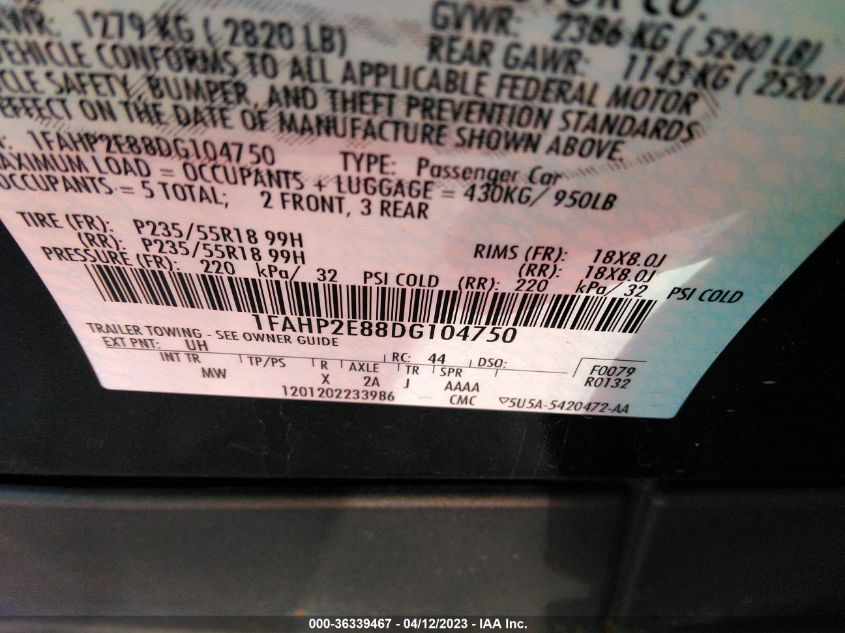 CO.
1279 KG ( 2820 LB) GVWR: 2386 KG ( 5260 LB)
REAR GAWR: 1143 KG ( 2520
VEHICLE CONFORMS TO ALL APPLICABLE FEDERAL MOTOR
SAFETY, BUMPER, AND THEFT PREVENTION STANDARDS
EFFECT ON THE DATE OF MANUFACTURE SHOWN ABOVE.
1FAHP2E88DG104750 TYPE: Passenger Car
MAXIMUM LOAD = OCCUPANTS + LUGGAGE = 430KG/ 950LB
OCCUPANTS = 5 TOTAL; 2 FRONT, 3 REAR
TIRE (FR): P235/55R18 99H RIMS (FR): 18X8.0J
(RR): P235/55R18 99H (RR): 18X8.0J
PRESSURE (FR): 220 kPa/ 32 PSI COLD (RR): 220 kPa/ 32 PSI COLD
1FAHP2E88DG104750
TRAILER TOWING - SEE OWNER GUIDE
EXT PNT: UH RC: 44 DSO: F0079
INT TR TP/PS R AXLE TR SPR R0132
MW X 2A J AAAA
1201202233986 CMC 5U5A-5420472-AA
000-36339467 - 04/12/2023 - IAA Inc.